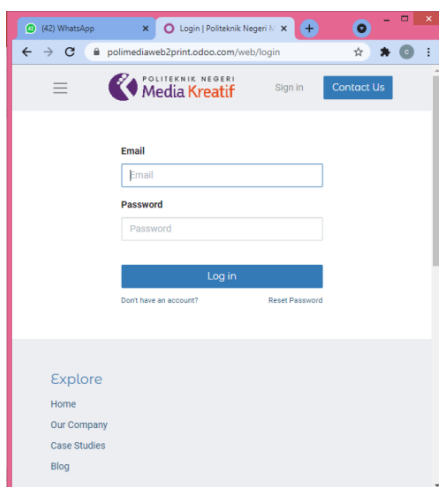 (42) WhatsApp
Login | Politeknik Negeri M
polimediaweb2print.odoo.com/web/login
C
POLITEKNIK NEGERI
Media Kreatif
Sign in
Contact Us
Email
Email
Password
Password
Log in
Don't have an account?
Reset Password
Explore
Home
Our Company
Case Studies
Blog